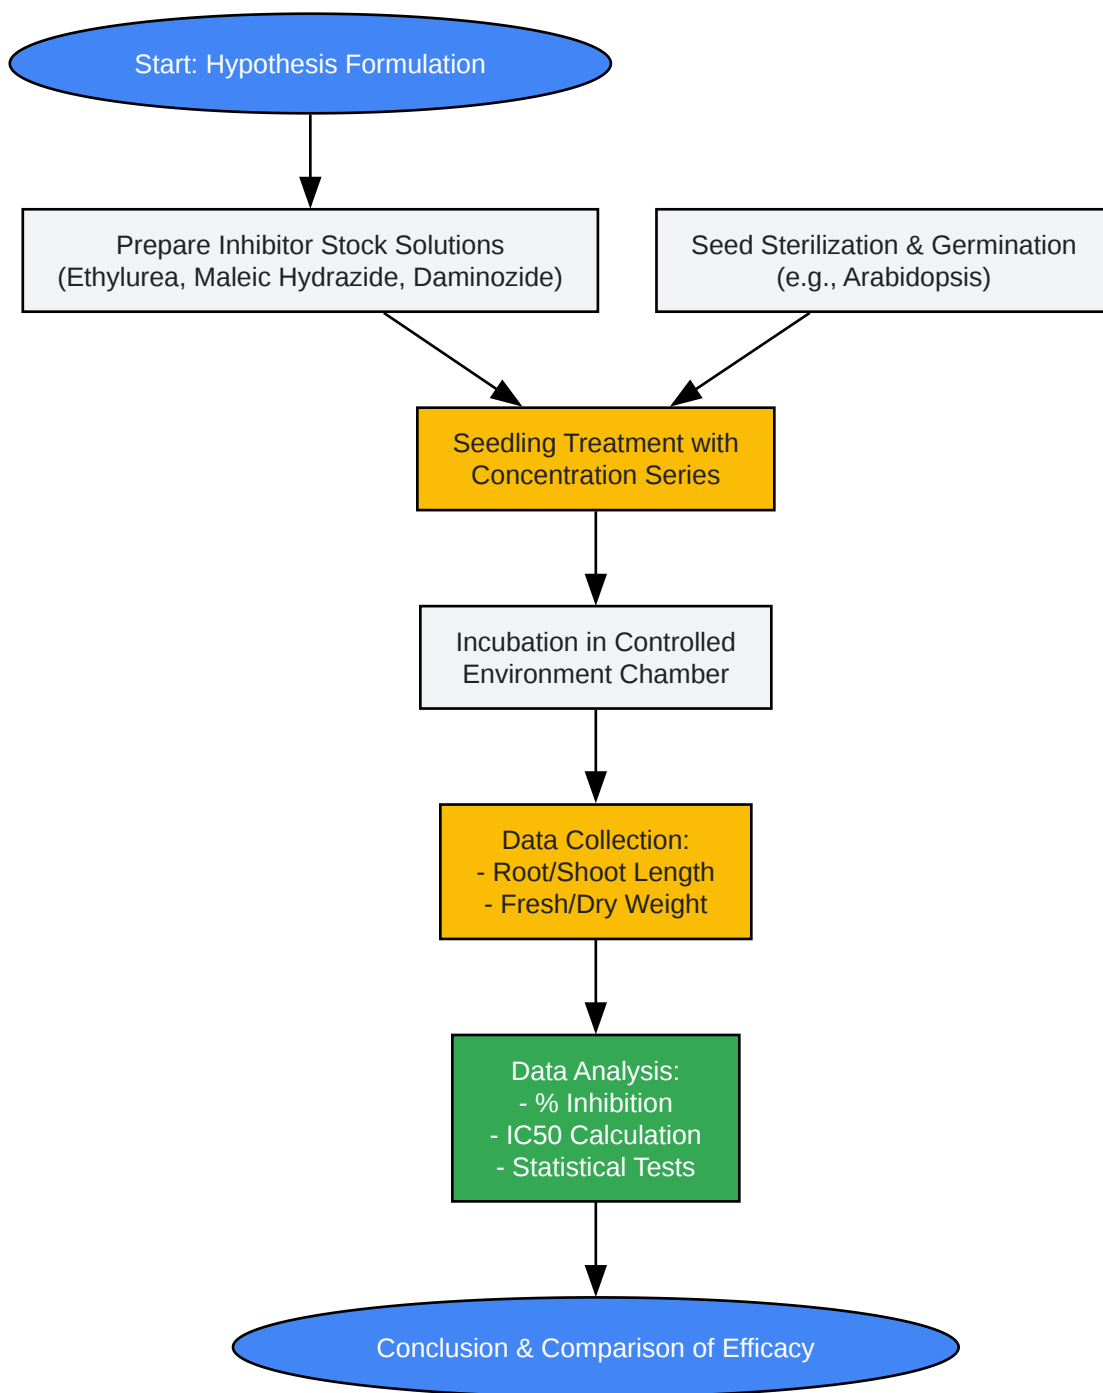 Start: Hypothesis Formulation
Prepare Inhibitor Stock Solutions
(Ethylurea, Maleic Hydrazide, Daminozide)
Seed Sterilization & Germination
(e.g., Arabidopsis)
Seedling Treatment with
Concentration Series
Incubation in Controlled
Environment Chamber
Data Collection:
- Root/Shoot Length
- Fresh/Dry Weight
Data Analysis:
- % Inhibition
- IC50 Calculation
- Statistical Tests
Conclusion & Comparison of Efficacy